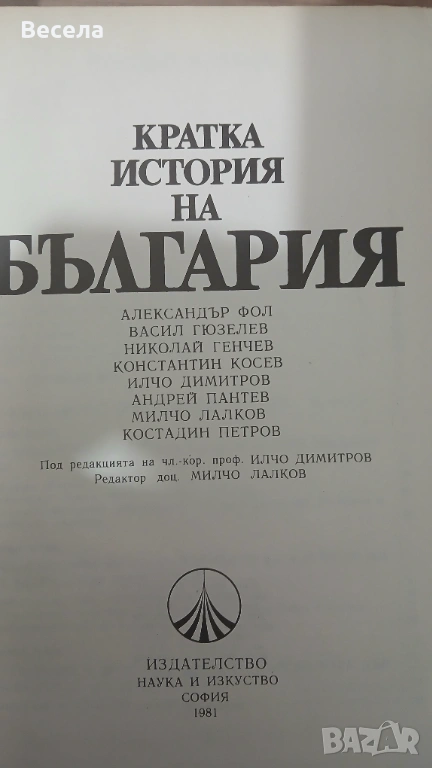 Весела
КРАТКА
ИСТОРИЯ
НА
БЪЛГАРИЯ
АЛЕКСАНДЪР ФОЛ
ВАСИЛ ГЮЗЕЛЕВ
НИКОЛАЙ ГЕНЧЕВ
КОНСТАНТИН КОСЕВ
ИЛЧО ДИМИТРОВ
АНДРЕЙ ПАНТЕВ
МИЛЧО ЛАЛКОВ
КОСТАДИН ПЕТРОВ
Под редакцията на чл.-кор. проф. ИЛЧО ДИМИТРОВ
Редактор доц. МИЛЧО ЛАЛКОВ
ИЗДАТЕЛСТВО
НАУКА И ИЗКУСТВО
СОФИЯ
1981
BAZAR